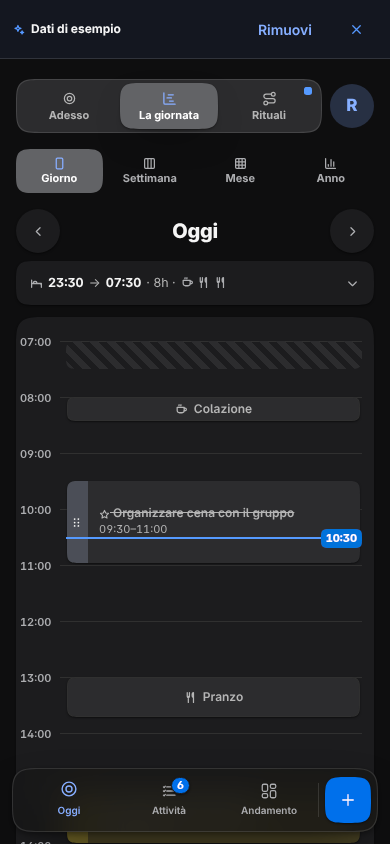 Dati di esempio
Rimuovi
Adesso
La giornata
Rituali
R
Giorno
Settimana
Mese
Anno
Oggi
23:30 → 07:30 · 8h ·
07:00
08:00
Colazione
09:00
10:00
Organizzare cena con il gruppo
09:30–11:00
10:30
11:00
12:00
13:00
Pranzo
14:00
Oggi
Attività
6
Andamento